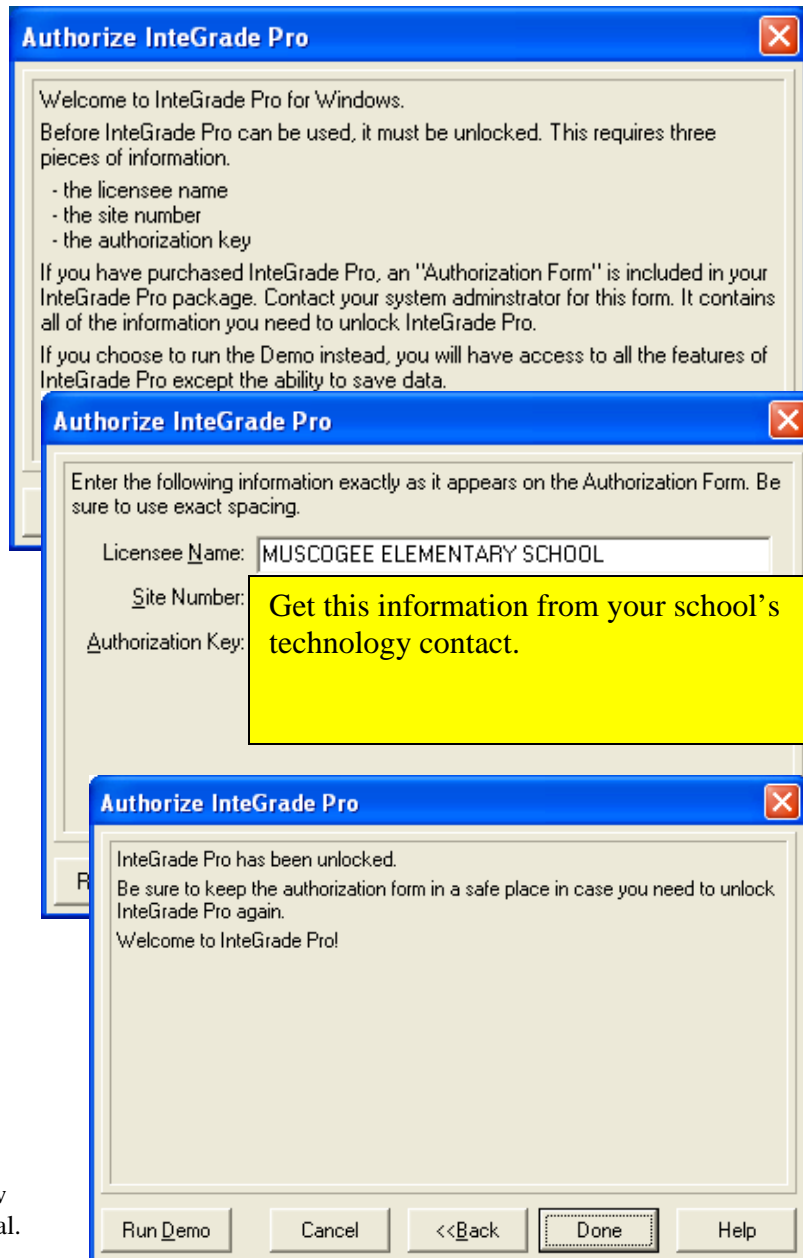 Authorize InteGrade Pro
Welcome to InteGrade Pro for Windows.
Before InteGrade Pro can be used, it must be unlocked. This requires three
pieces of information.
- the licensee name
- the site number
- the authorization key
If you have purchased InteGrade Pro, an "Authorization Form" is included in your
InteGrade Pro package. Contact your system adminstrator for this form. It contains
all of the information you need to unlock InteGrade Pro.
If you choose to run the Demo instead, you will have access to all the features of
InteGrade Pro except the ability to save data.
Authorize InteGrade Pro
Enter the following information exactly as it appears on the Authorization Form. Be
sure to use exact spacing.
Licensee Name: MUSCOGEE ELEMENTARY SCHOOL
Site Number:
Authorization Key:
Get this information from your school's
technology contact.
Authorize InteGrade Pro
InteGrade Pro has been unlocked.
Be sure to keep the authorization form in a safe place in case you need to unlock
InteGrade Pro again.
Welcome to InteGrade Pro!
Run Demo Cancel <<Back Done Help